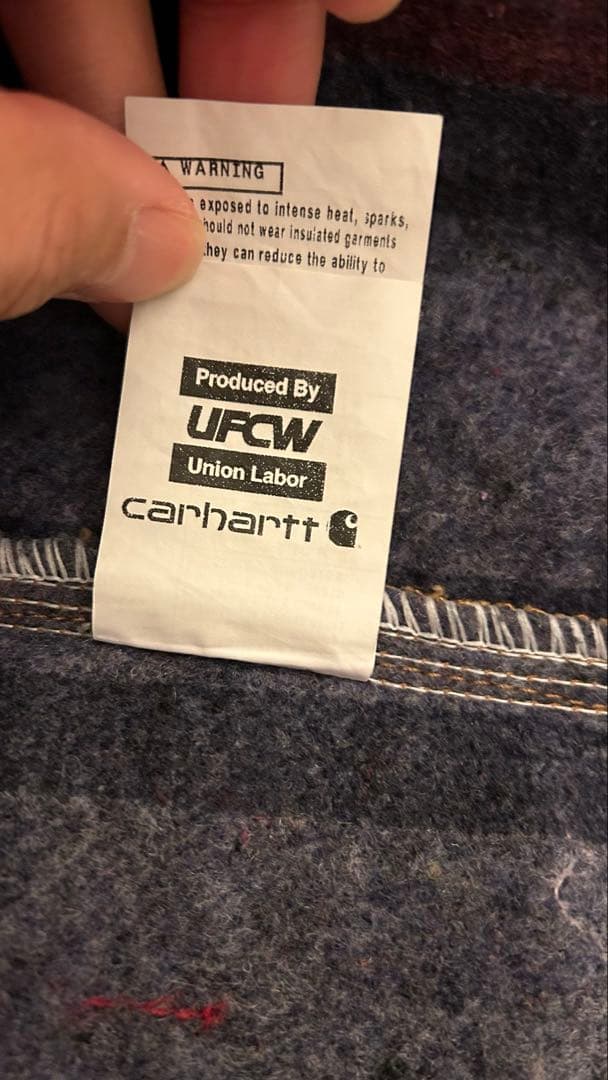 WARNING
exposed to intense heat, sparks,
hould not wear insulated garments
they can reduce the ability to
Produced By
UFCW
Union Labor
carhartt